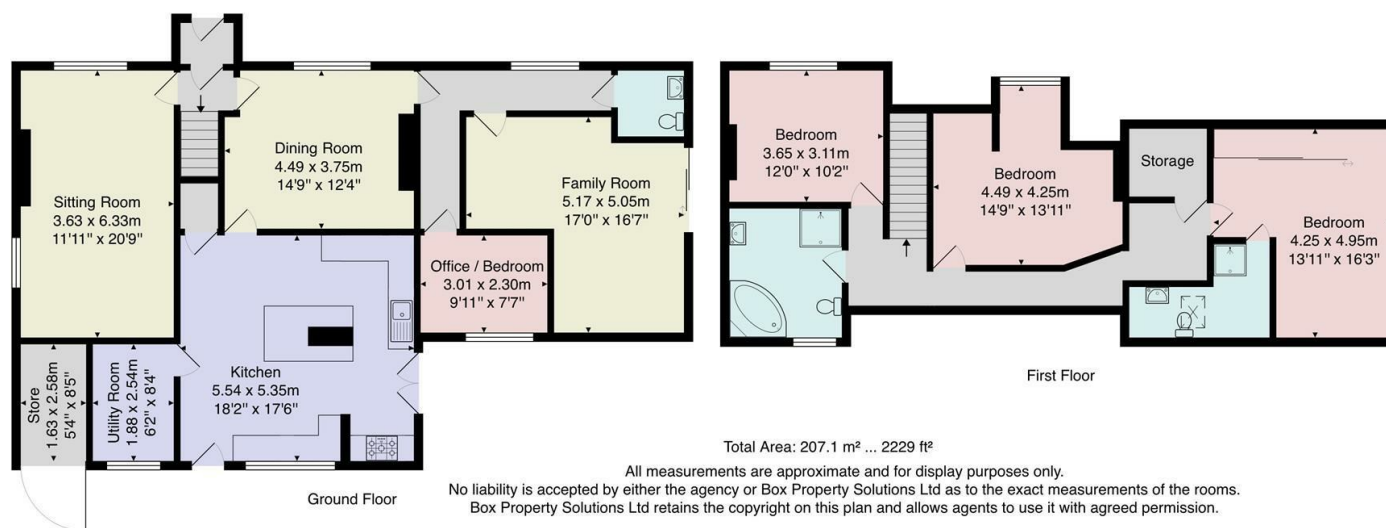 Sitting Room
3.63 x 6.33m
11'11" x 20'9"
Dining Room
4.49 x 3.75m
14'9" x 12'4"
Family Room
5.17 x 5.05m
17'0" x 16'7"
Office / Bedroom
3.01 x 2.30m
9'11" x 7'7"
Kitchen
5.54 x 5.35m
18'2" x 17'6"
Store
1.63 x 2.58m
5'4" x 8'5"
Utility Room
1.88 x 2.54m
6'2" x 8'4"
Ground Floor
Bedroom
3.65 x 3.11m
12'0" x 10'2"
Bedroom
4.49 x 4.25m
14'9" x 13'11"
Storage
Bedroom
4.25 x 4.95m
13'11" x 16'3"
First Floor
Total Area: 207.1 m² ... 2229 ft²
All measurements are approximate and for display purposes only.
No liability is accepted by either the agency or Box Property Solutions Ltd as to the exact measurements of the rooms.
Box Property Solutions Ltd retains the copyright on this plan and allows agents to use it with agreed permission.